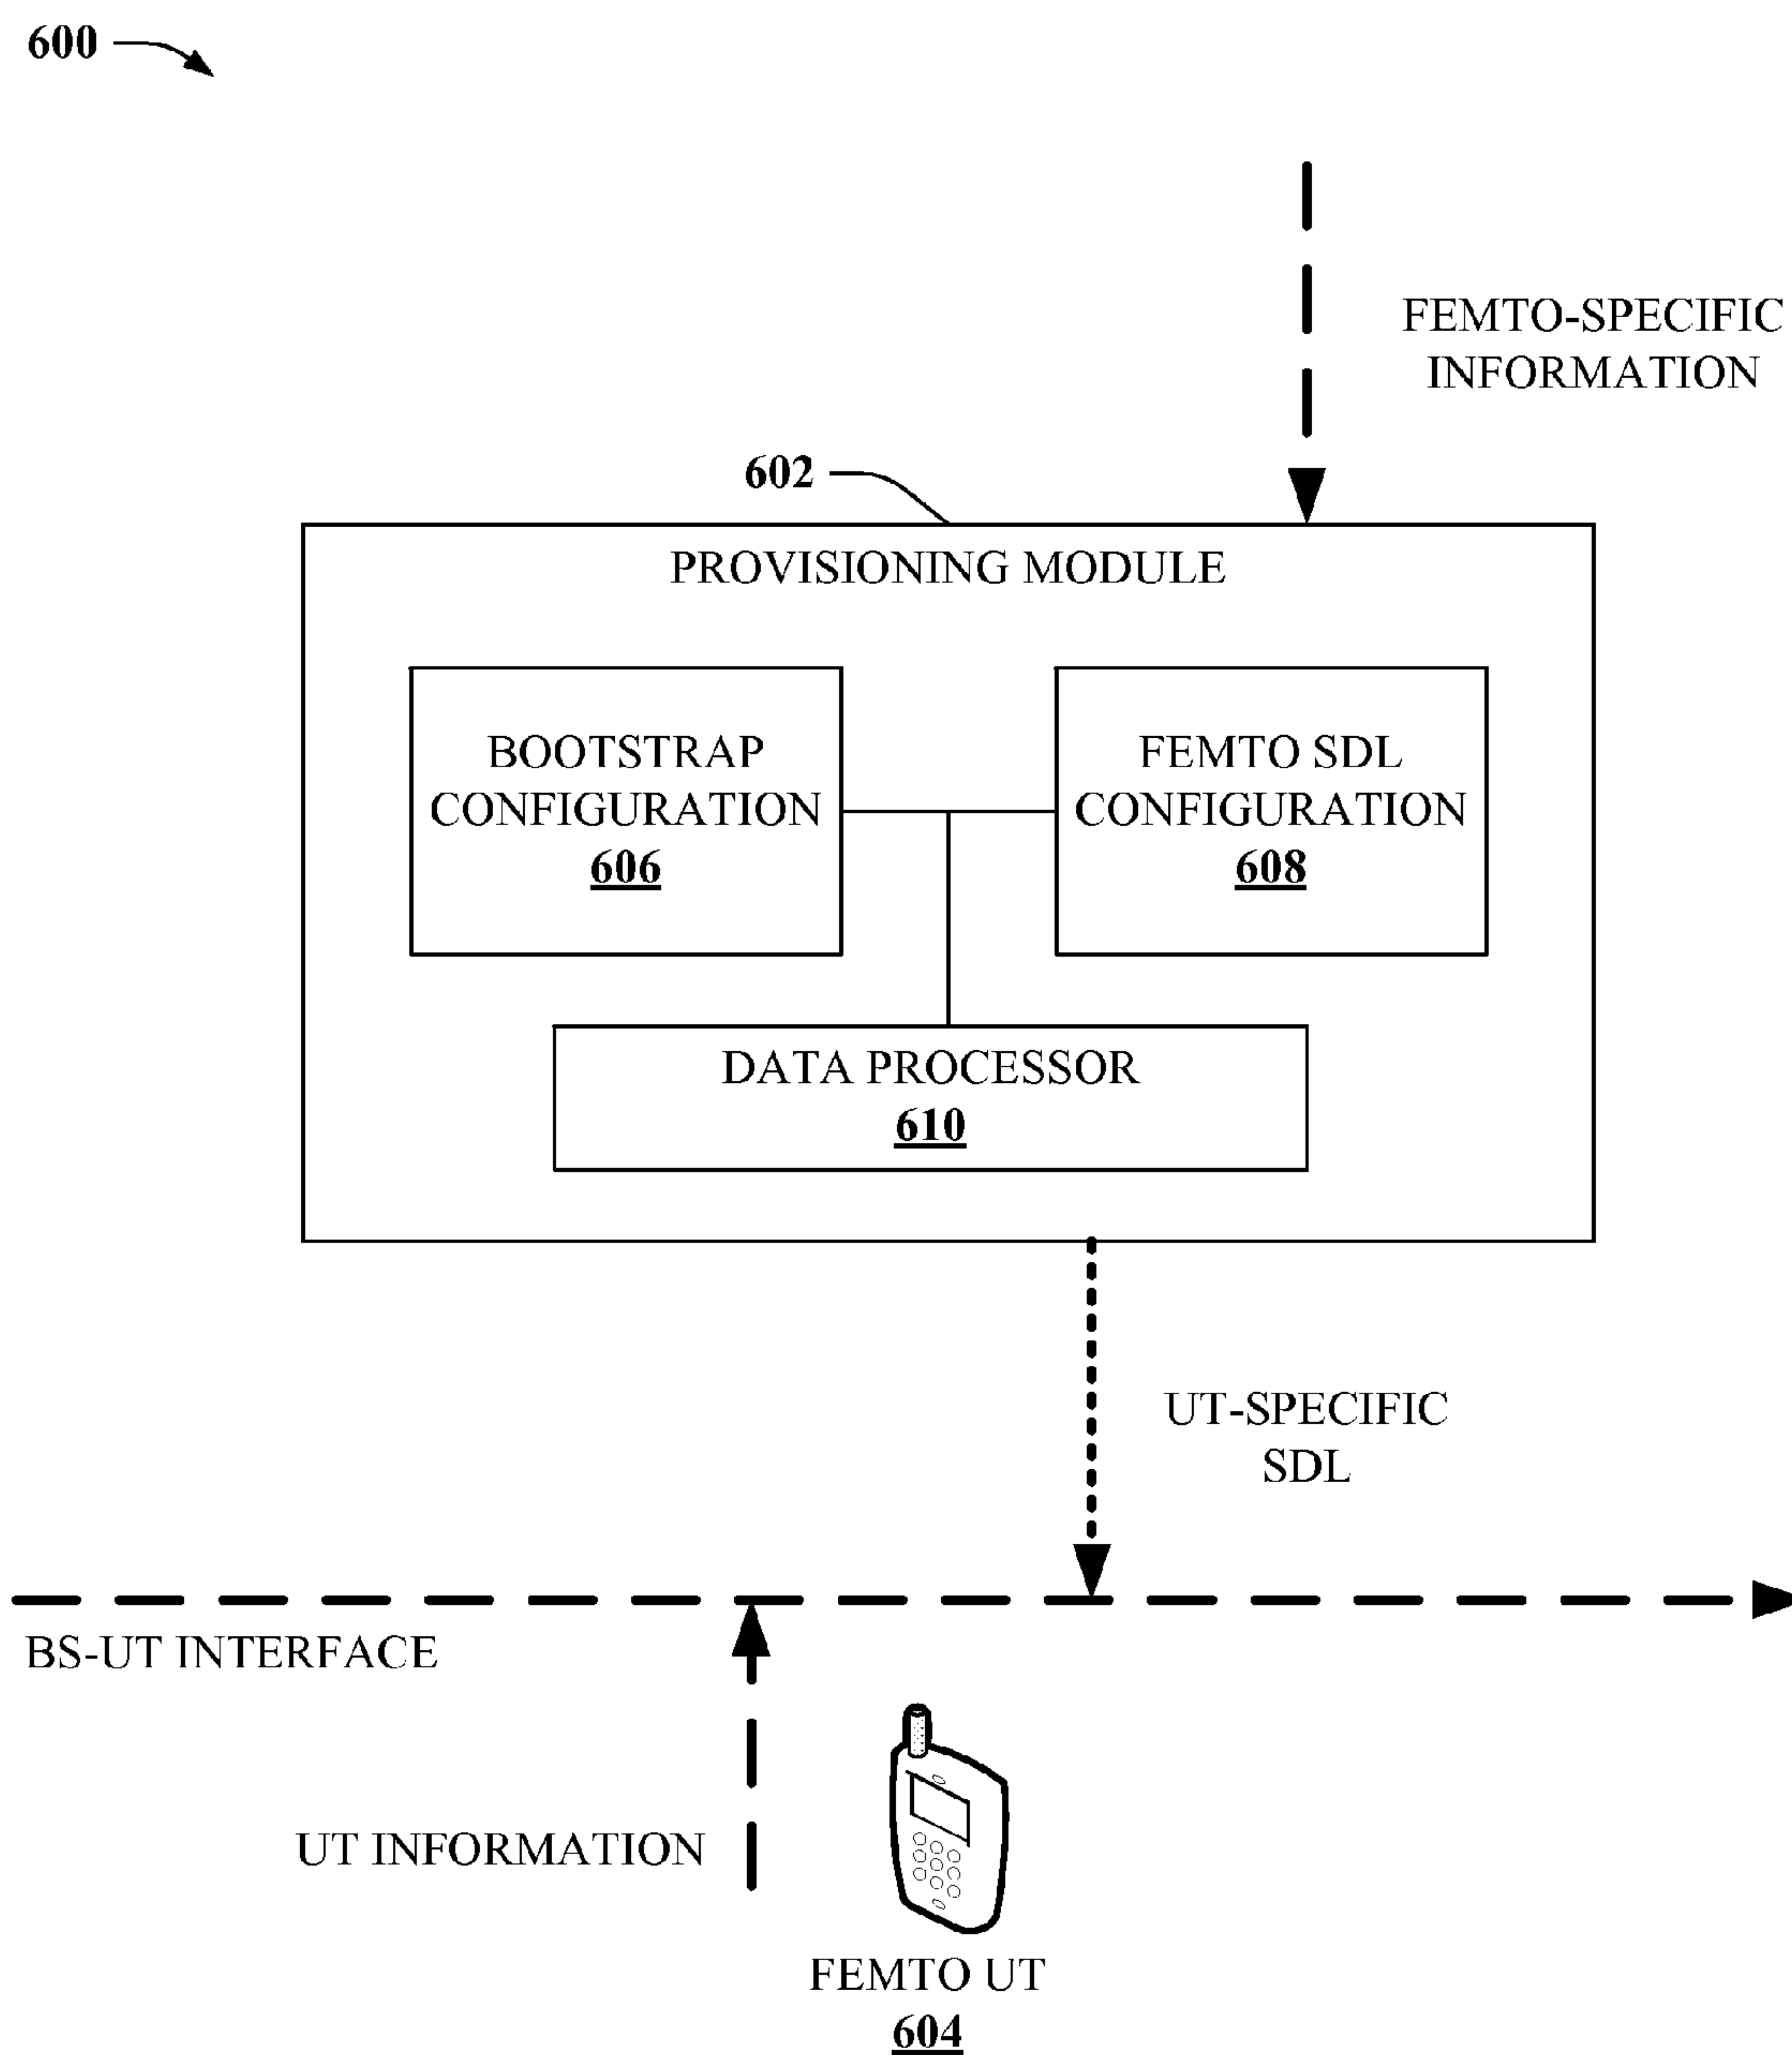 600
FEMTO-SPECIFIC
INFORMATION
602
PROVISIONING MODULE
BOOTSTRAP
CONFIGURATION
606
FEMTO SDL
CONFIGURATION
608
DATA PROCESSOR
610
UT-SPECIFIC
SDL
BS-UT INTERFACE
UT INFORMATION
FEMTO UT
604